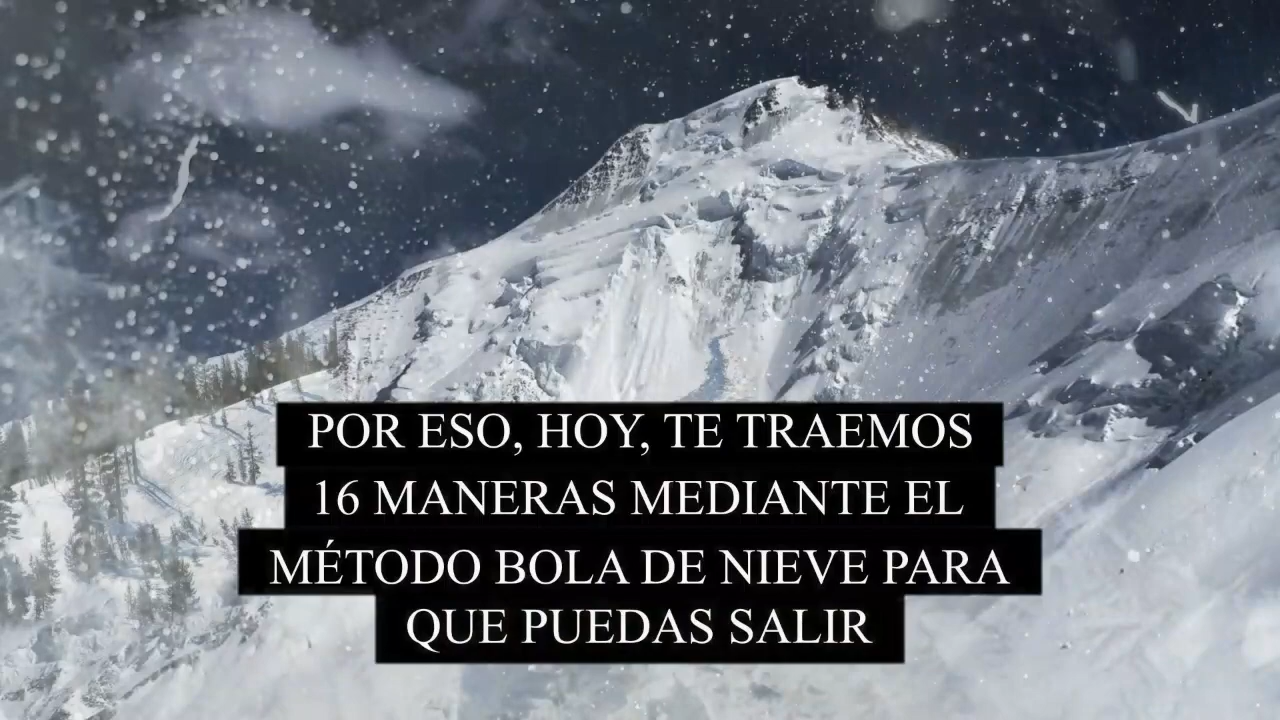 POR ESO, HOY, TE TRAEMOS
16 MANERAS MEDIANTE EL
MÉTODO BOLA DE NIEVE PARA
QUE PUEDAS SALIR